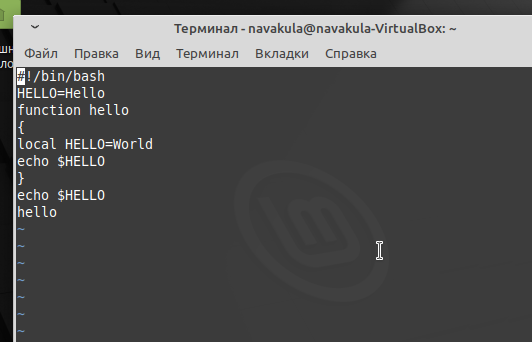 Терминал - navakula@navakula-VirtualBox: ~
Файл Правка Вид Терминал Вкладки Справка
#!/bin/bash
HELLO=Hello
function hello
{
local HELLO=World
echo $HELLO
}
echo $HELLO
hello
~
~
~
~
~
~
~